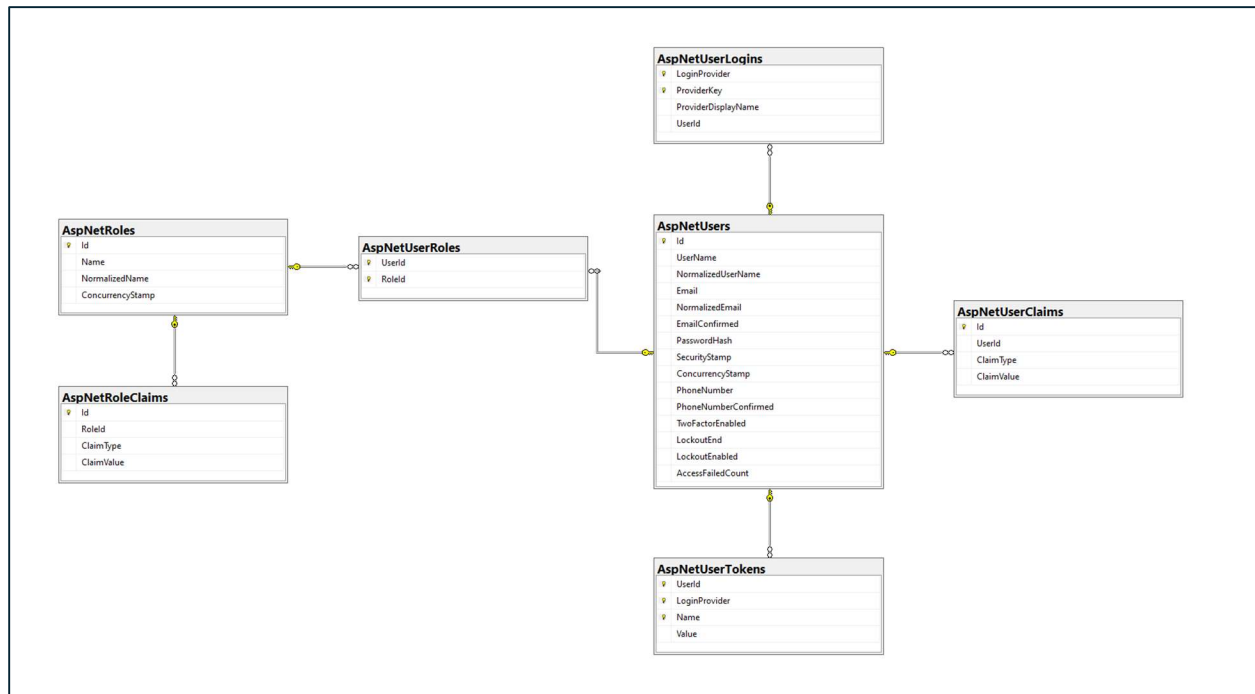 AspNetUserLogins
LoginProvider
ProviderKey
ProviderDisplayName
UserId
AspNetRoles
Id
Name
NormalizedName
ConcurrencyStamp
AspNetUserRoles
UserId
RoleId
AspNetUsers
Id
UserName
NormalizedUserName
Email
NormalizedEmail
EmailConfirmed
PasswordHash
SecurityStamp
ConcurrencyStamp
PhoneNumber
PhoneNumberConfirmed
TwoFactorEnabled
LockoutEnd
LockoutEnabled
AccessFailedCount
AspNetUserClaims
Id
UserId
ClaimType
ClaimValue
AspNetRoleClaims
Id
RoleId
ClaimType
ClaimValue
AspNetUserTokens
UserId
LoginProvider
Name
Value